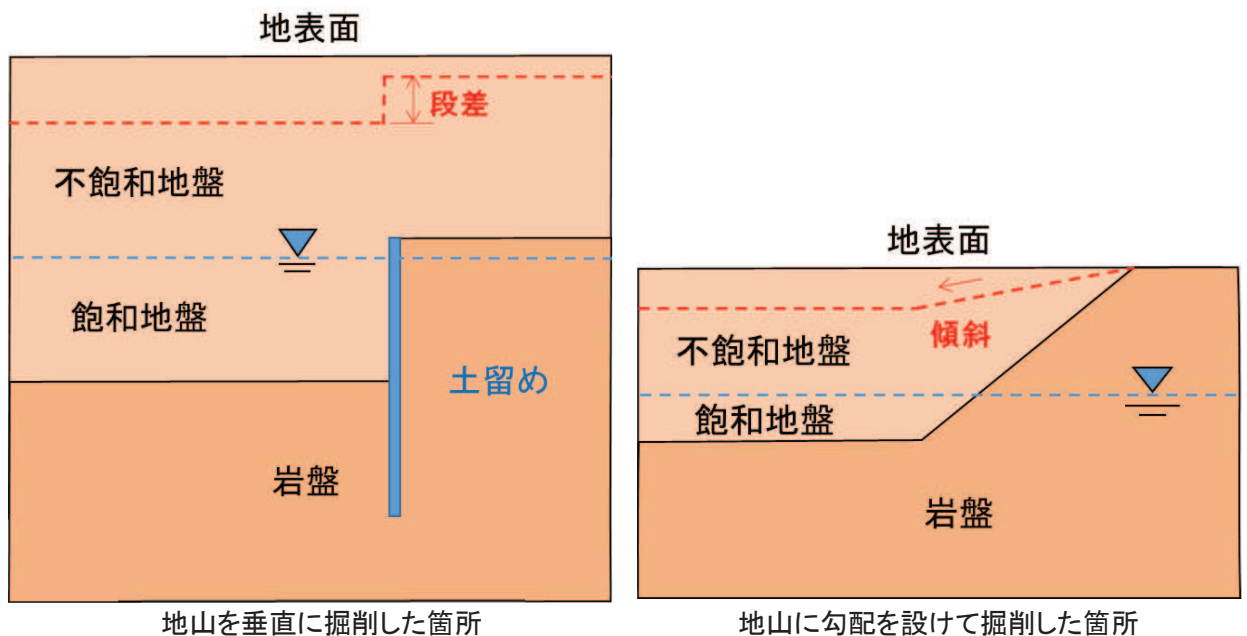 地表面
段差
不飽和地盤
飽和地盤
土留め
岩盤
地山を垂直に掘削した箇所
地表面
傾斜
不飽和地盤
飽和地盤
岩盤
地山に勾配を設けて掘削した箇所